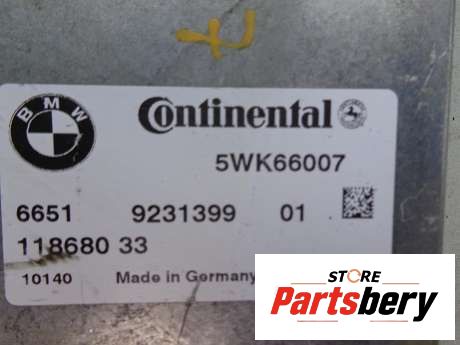 BMW
Continental
5WK66007
6651 9231399 01
118680 33
10140 Made in Germany
STORE
Partsbery